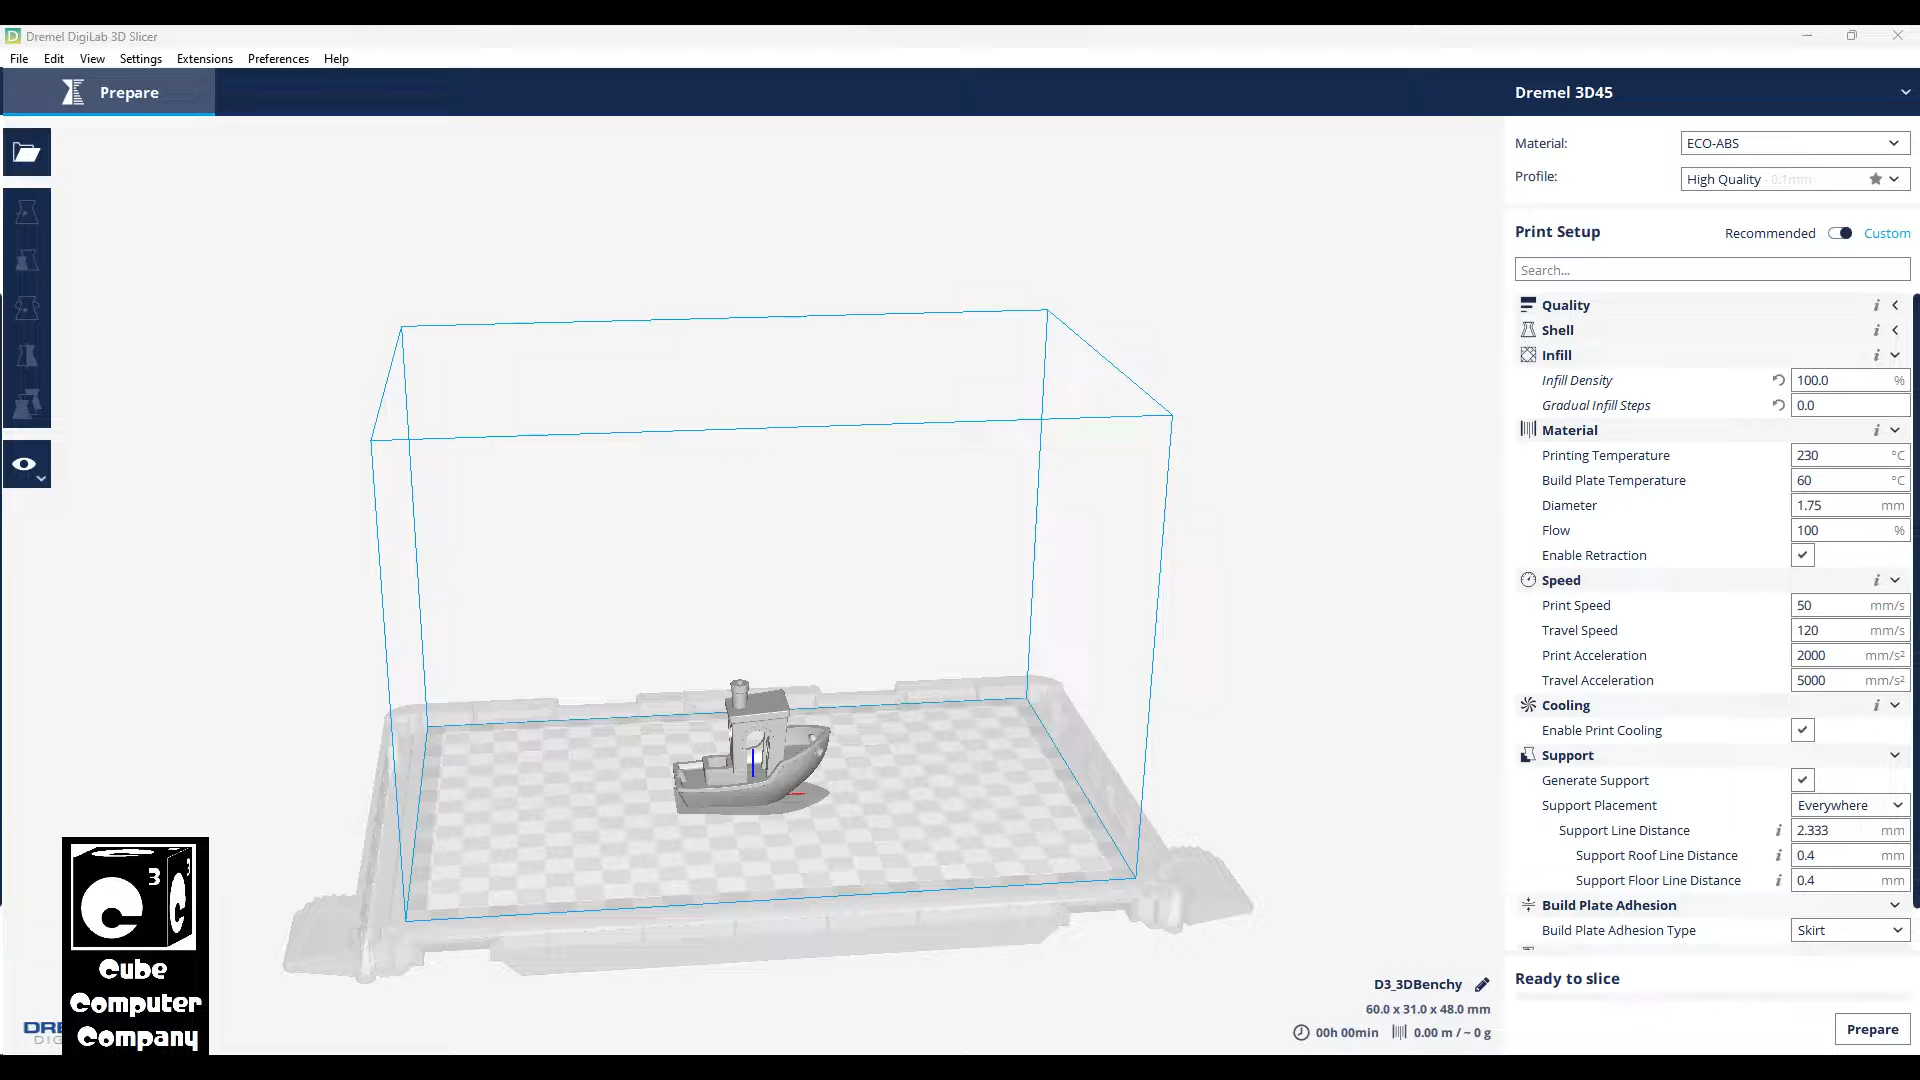 Dremel DigiLab 3D Slicer
File Edit View Settings Extensions Preferences Help
Prepare
Dremel 3D45
Material: ECO-ABS
Profile: High Quality - 0.1mm
Print Setup Recommended Custom
Search...
Quality
Shell
Infill
Infill Density 100.0 %
Gradual Infill Steps 0.0
Material
Printing Temperature 230 °C
Build Plate Temperature 60 °C
Diameter 1.75 mm
Flow 100 %
Enable Retraction
Speed
Print Speed 50 mm/s
Travel Speed 120 mm/s
Print Acceleration 2000 mm/s²
Travel Acceleration 5000 mm/s²
Cooling
Enable Print Cooling
Support
Generate Support
Support Placement Everywhere
Support Line Distance 2.333 mm
Support Roof Line Distance 0.4 mm
Support Floor Line Distance 0.4 mm
Build Plate Adhesion
Build Plate Adhesion Type Skirt
D3_3DBenchy
60.0 x 31.0 x 48.0 mm
00h 00min 0.00 m / ~ 0 g
Ready to slice
Prepare
C 3 C 3
Cube
Computer
Company